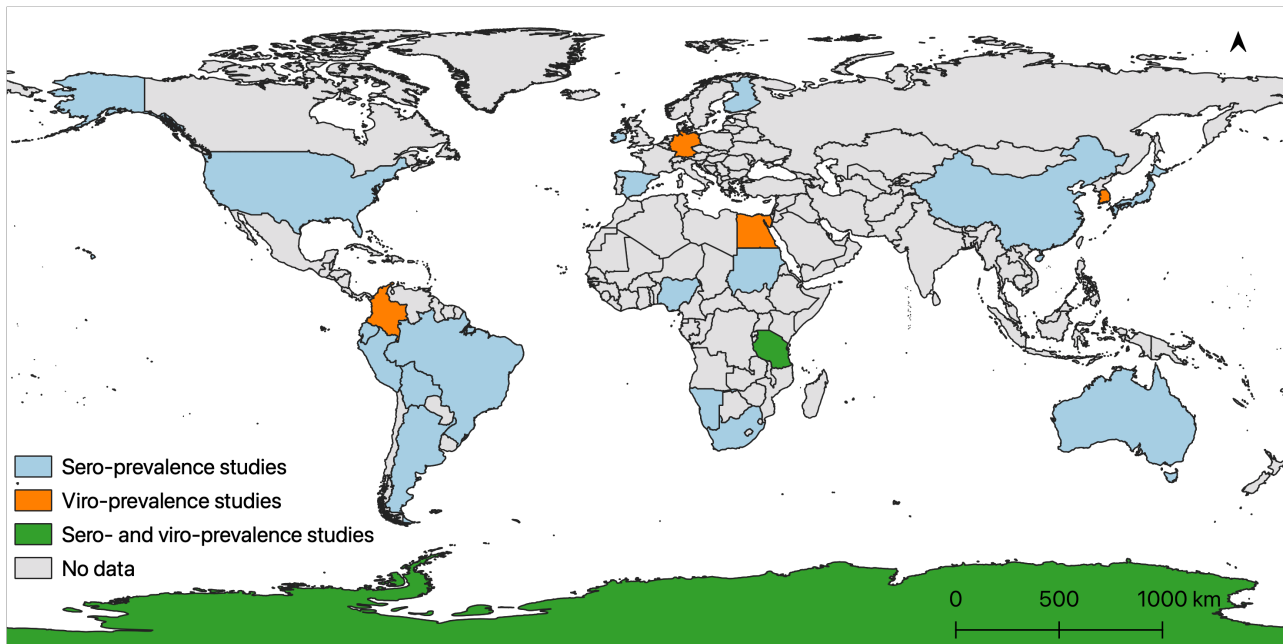 Sero-prevalence studies
Viro-prevalence studies
Sero- and viro-prevalence studies
No data
0 500 1000 km